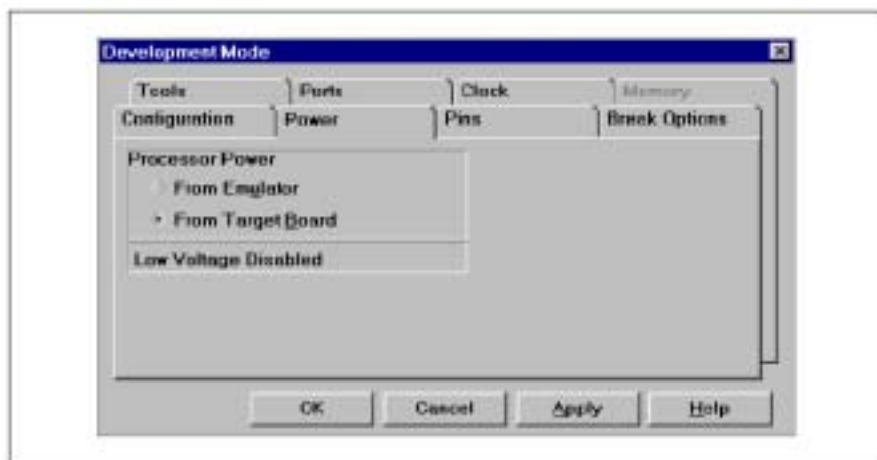 Development Mode
Tools Ports Clock Memory
Configuration Power Pins Break Options
Processor Power
From Emulator
From Target Board
Low Voltage Disabled
OK Cancel Apply Help